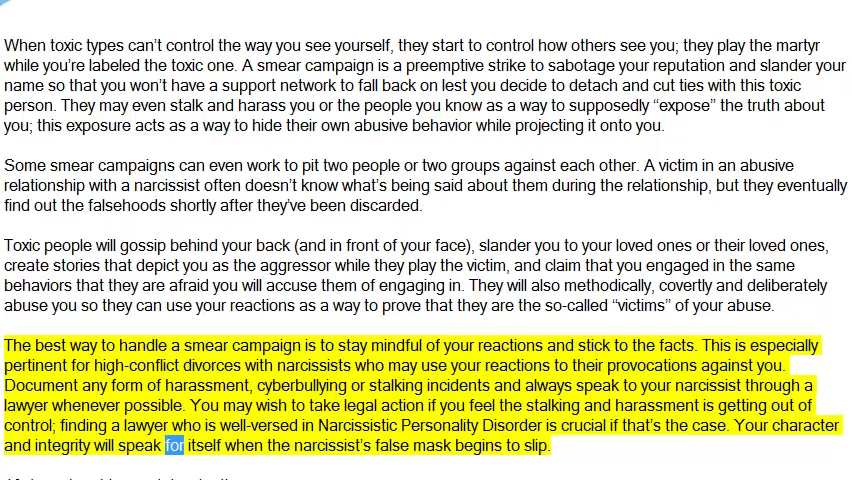 When toxic types can’t control the way you see yourself, they start to control how others see you; they play the martyr
while you’re labeled the toxic one. A smear campaign is a preemptive strike to sabotage your reputation and slander your
name so that you won’t have a support network to fall back on lest you decide to detach and cut ties with this toxic
person. They may even stalk and harass you or the people you know as a way to supposedly “expose” the truth about
you; this exposure acts as a way to hide their own abusive behavior while projecting it onto you.
Some smear campaigns can even work to pit two people or two groups against each other. A victim in an abusive
relationship with a narcissist often doesn’t know what’s being said about them during the relationship, but they eventually
find out the falsehoods shortly after they’ve been discarded.
Toxic people will gossip behind your back (and in front of your face), slander you to your loved ones or their loved ones,
create stories that depict you as the aggressor while they play the victim, and claim that you engaged in the same
behaviors that they are afraid you will accuse them of engaging in. They will also methodically, covertly and deliberately
abuse you so they can use your reactions as a way to prove that they are the so-called “victims” of your abuse.
The best way to handle a smear campaign is to stay mindful of your reactions and stick to the facts. This is especially
pertinent for high-conflict divorces with narcissists who may use your reactions to their provocations against you.
Document any form of harassment, cyberbullying or stalking incidents and always speak to your narcissist through a
lawyer whenever possible. You may wish to take legal action if you feel the stalking and harassment is getting out of
control; finding a lawyer who is well-versed in Narcissistic Personality Disorder is crucial if that’s the case. Your character
and integrity will speak for itself when the narcissist’s false mask begins to slip.